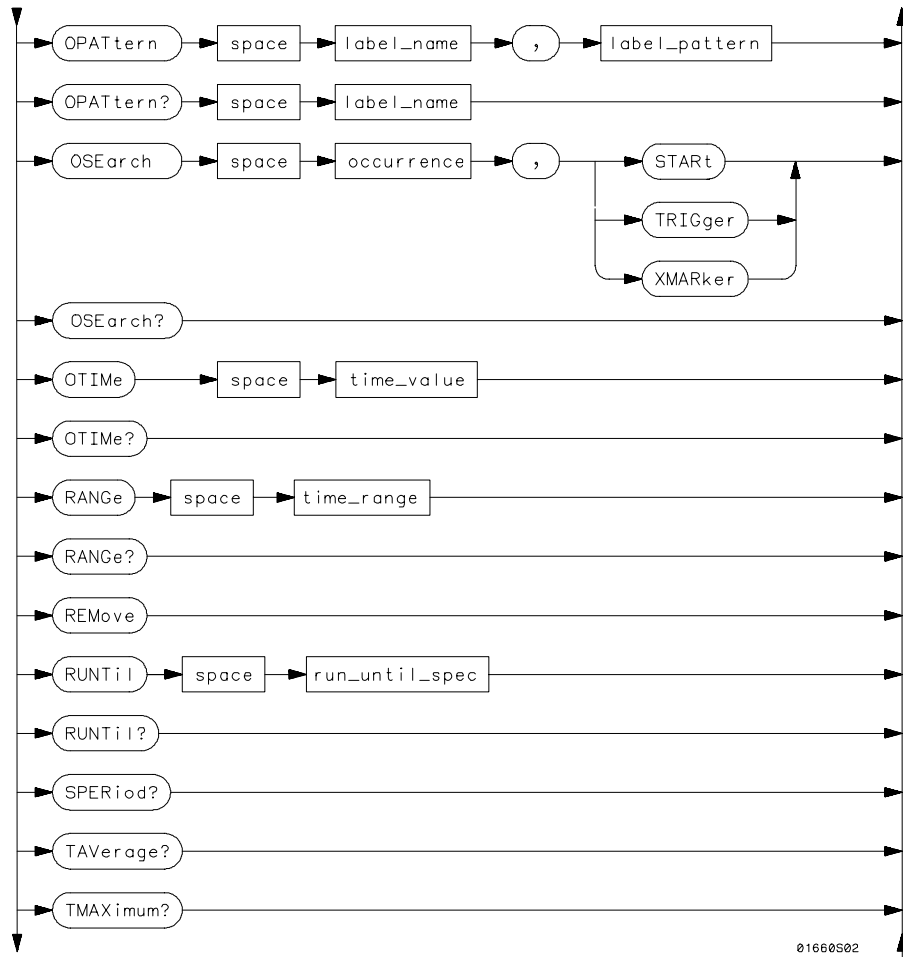 OPATtern space label_name , label_pattern
OPATtern? space label_name
OSEarch space occurrence , STARt
TRIGger
XMARker
OSEarch?
OTIMe space time_value
OTIMe?
RANGe space time_range
RANGe?
REMove
RUNTil space run_until_spec
RUNTil?
SPERiod?
TAVerage?
TMAXimum?
01660S02